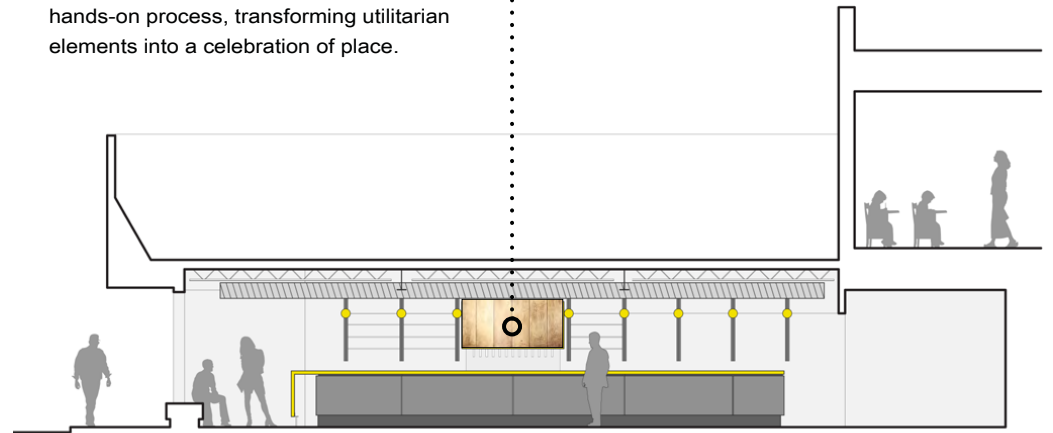 hands-on process, transforming utilitarian
elements into a celebration of place.